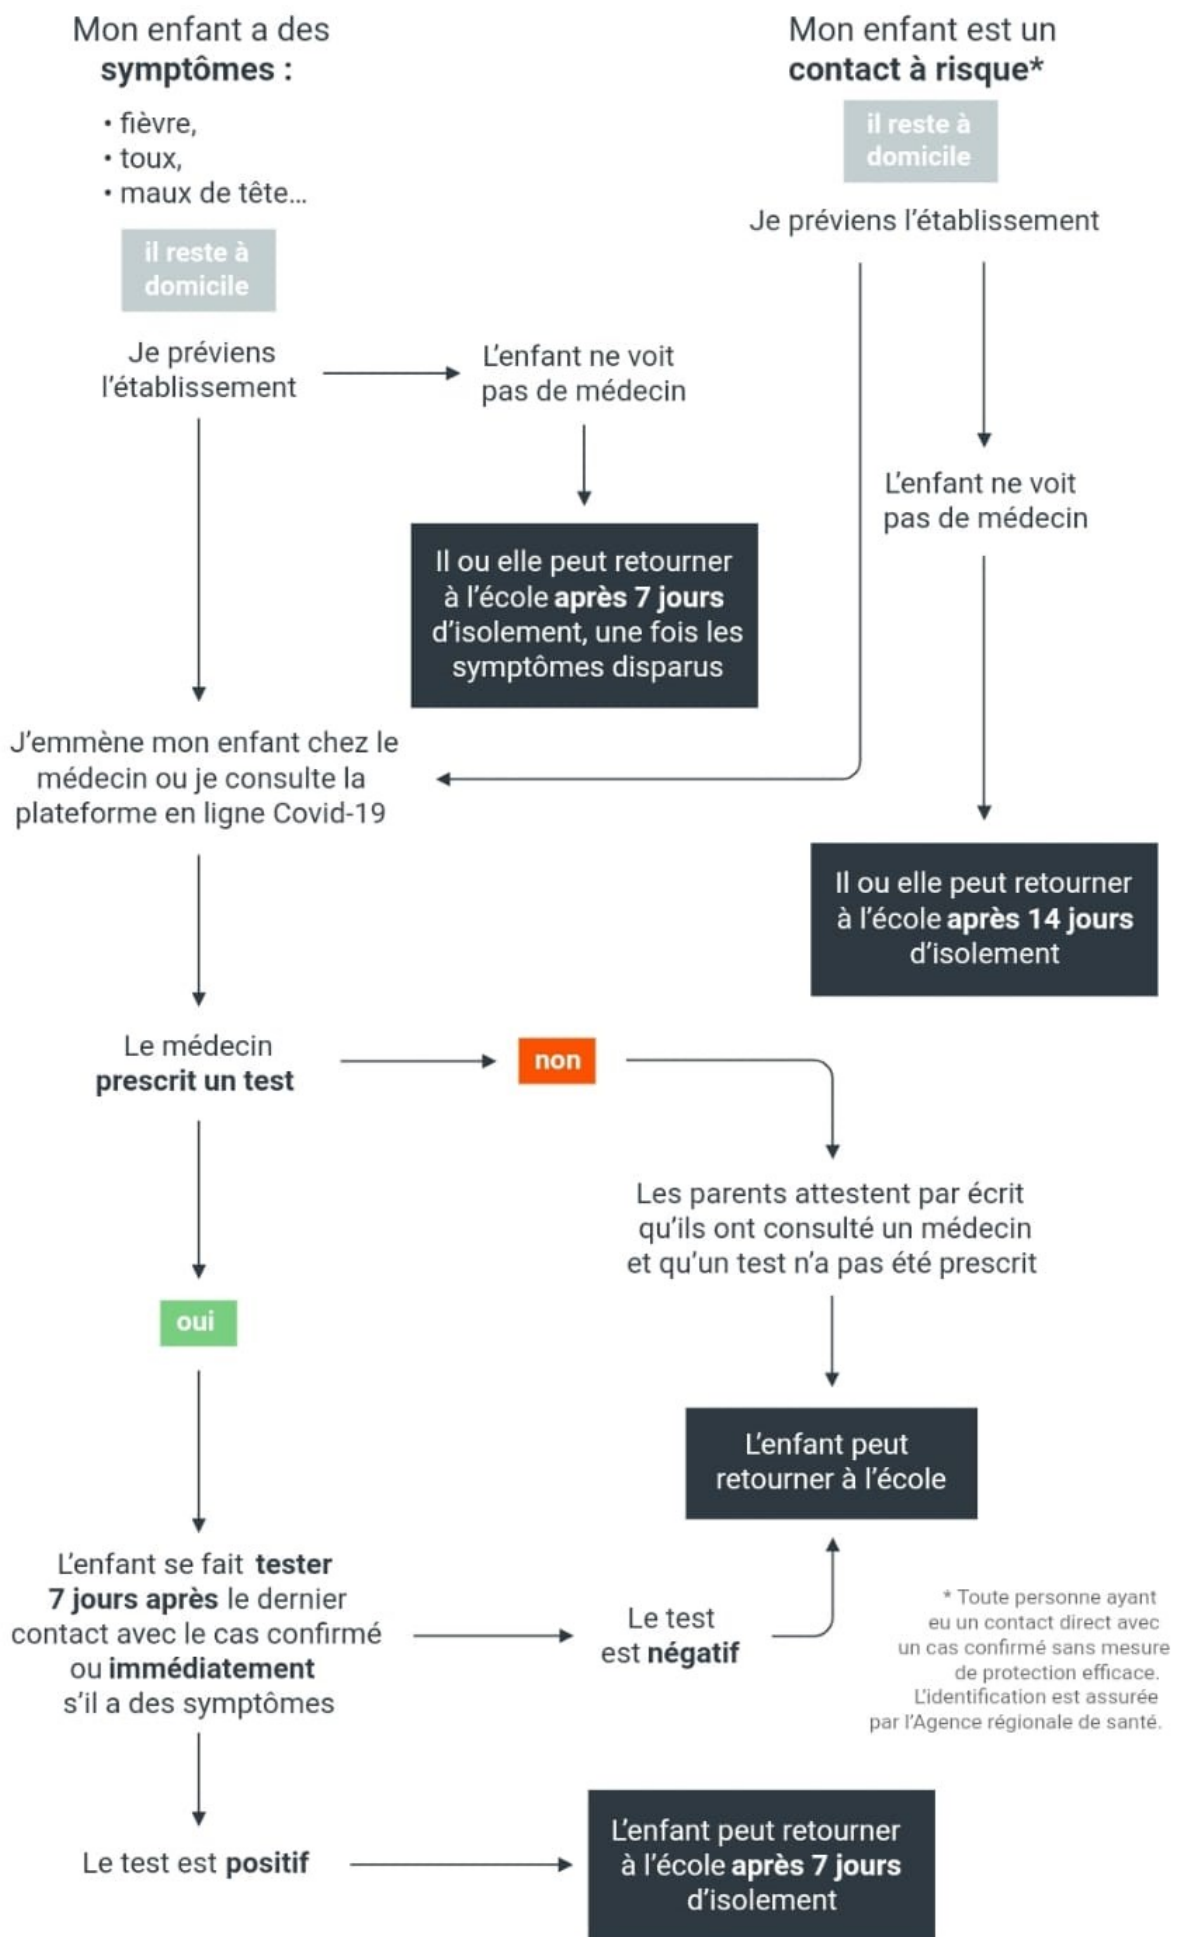 Mon enfant a des
symptômes :
• fièvre,
• toux,
• maux de tête…
il reste à
domicile
Je préviens
l’établissement
L’enfant ne voit
pas de médecin
Il ou elle peut retourner
à l’école après 7 jours
d’isolement, une fois les
symptômes disparus
Mon enfant est un
contact à risque*
il reste à
domicile
Je préviens l’établissement
L’enfant ne voit
pas de médecin
Il ou elle peut retourner
à l’école après 14 jours
d’isolement
J’emmène mon enfant chez le
médecin ou je consulte la
plateforme en ligne Covid-19
Le médecin
prescrit un test
non
Les parents attestent par écrit
qu’ils ont consulté un médecin
et qu’un test n’a pas été prescrit
L’enfant peut
retourner à l’école
oui
L’enfant se fait tester
7 jours après le dernier
contact avec le cas confirmé
ou immédiatement
s’il a des symptômes
Le test
est négatif
* Toute personne ayant
eu un contact direct avec
un cas confirmé sans mesure
de protection efficace.
L’identification est assurée
par l’Agence régionale de santé.
Le test est positif
L’enfant peut retourner
à l’école après 7 jours
d’isolement